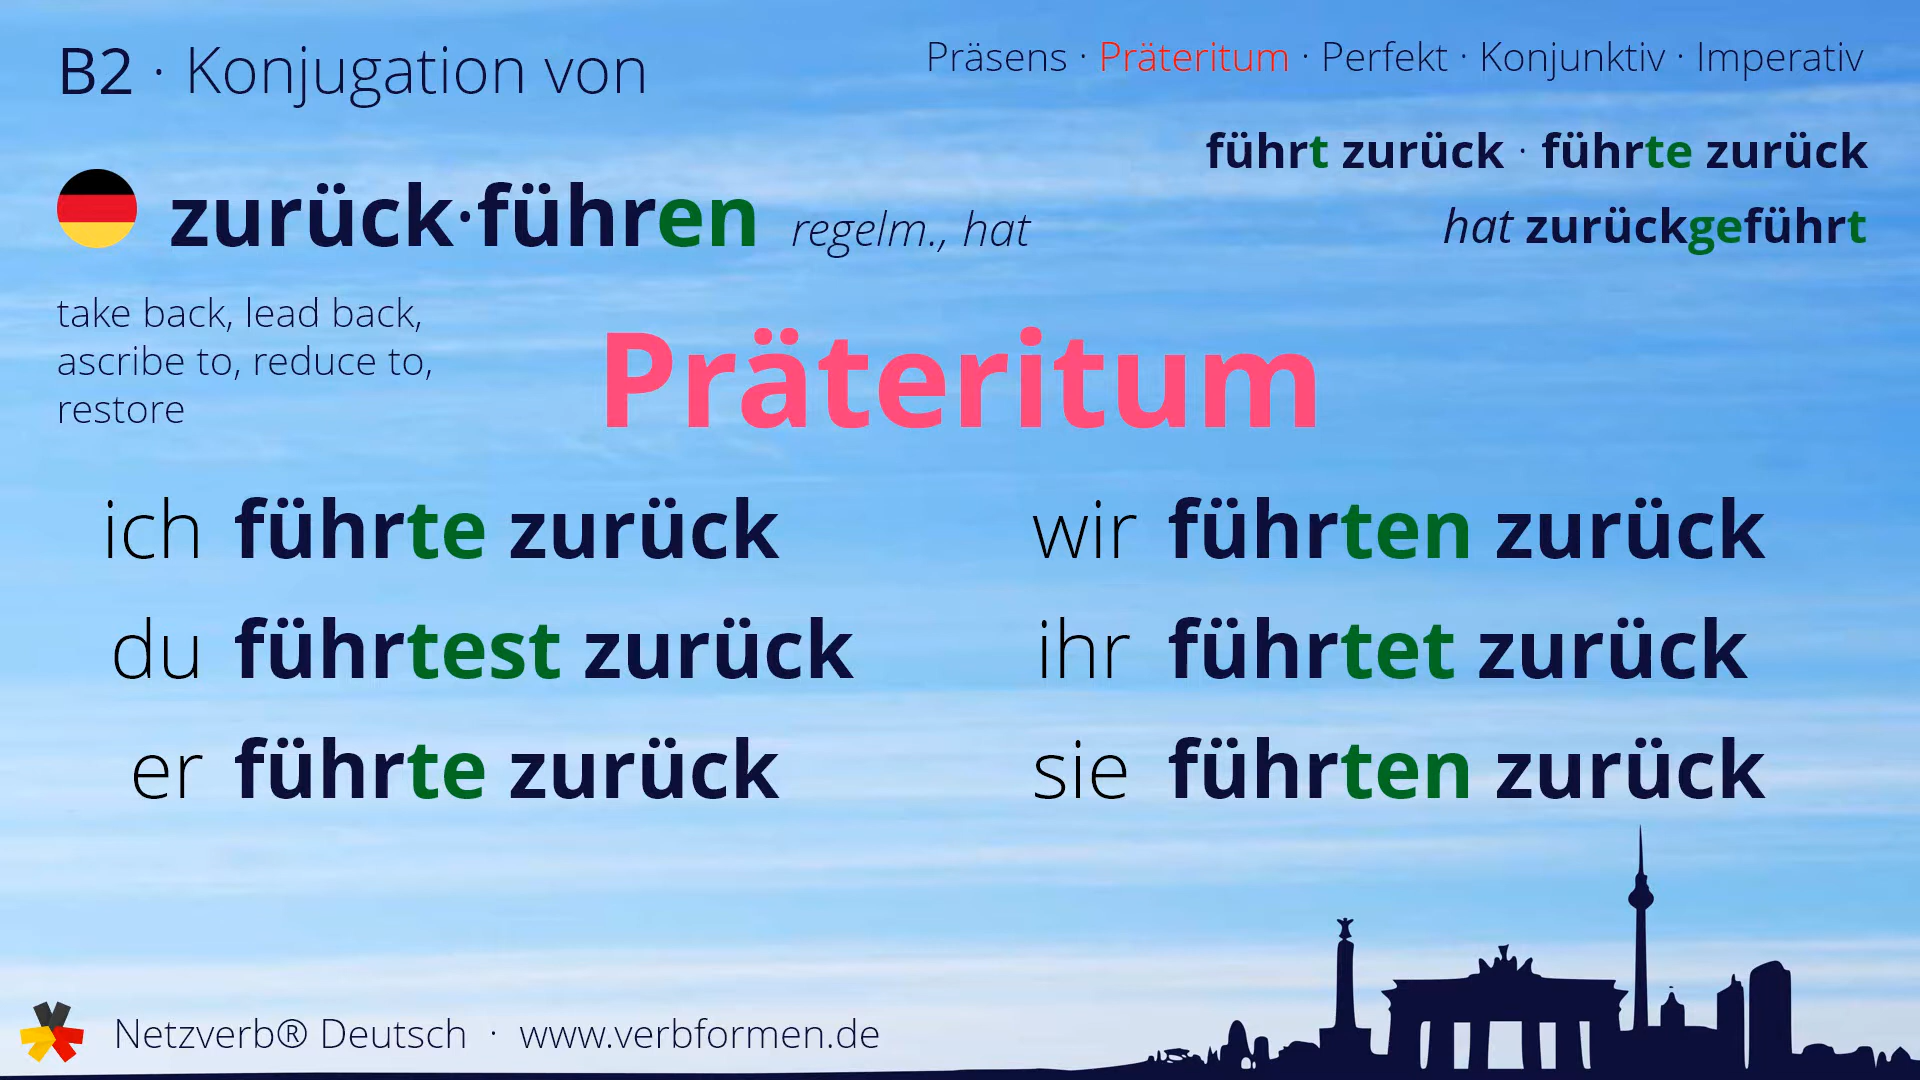 B2 · Konjugation von
Präsens · Präteritum · Perfekt · Konjunktiv · Imperativ
zurück·führen regelm., hat
führt zurück · führte zurück
hat zurückgeführt
take back, lead back,
ascribe to, reduce to,
restore
Präteritum
ich führte zurück
du führtest zurück
er führte zurück
wir führten zurück
ihr führtet zurück
sie führten zurück
Netzverb® Deutsch · www.verbformen.de